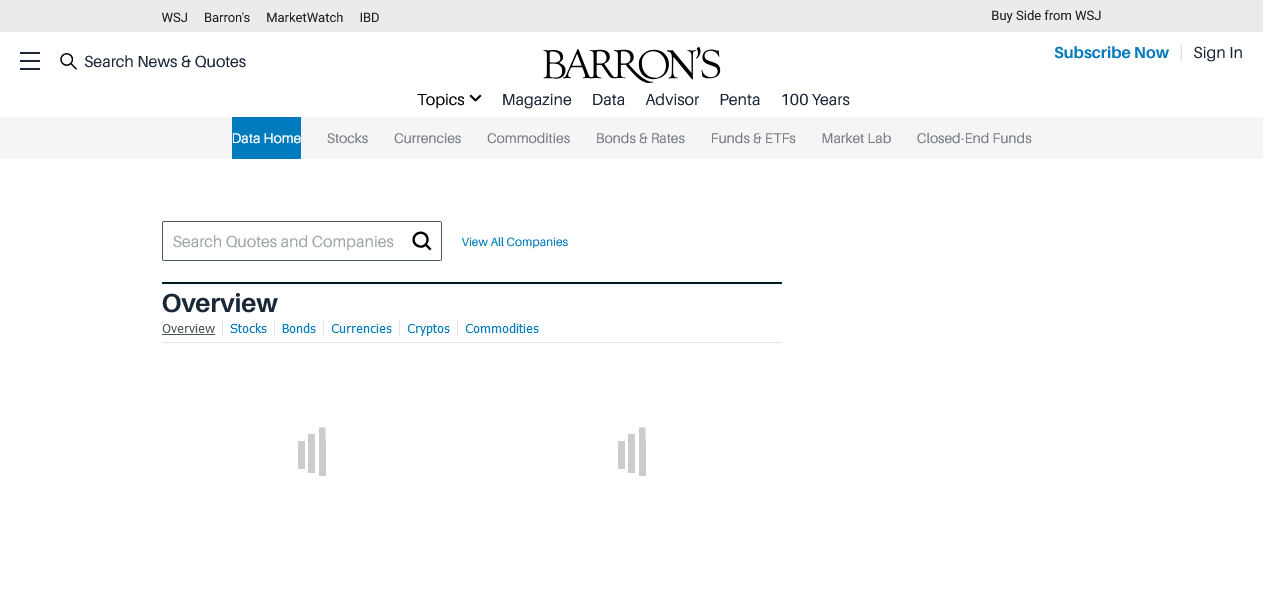 WSJ Barron's MarketWatch IBD Buy Side from WSJ
Search News & Quotes BARRON'S Subscribe Now Sign In
Topics Magazine Data Advisor Penta 100 Years
Data Home Stocks Currencies Commodities Bonds & Rates Funds & ETFs Market Lab Closed-End Funds
Search Quotes and Companies View All Companies
Overview
Overview Stocks Bonds Currencies Cryptos Commodities